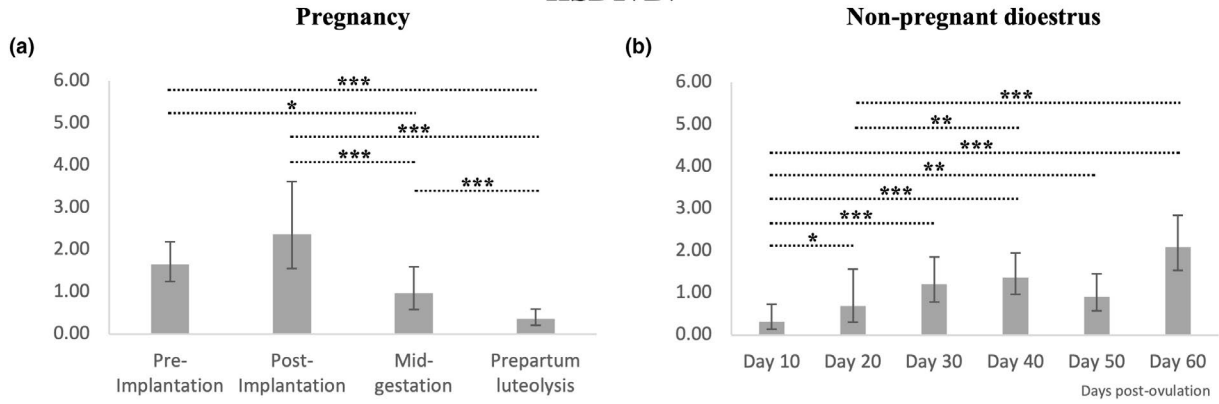 Pregnancy
Non-pregnant dioestrus
(a)
6.00
5.00
4.00
3.00
2.00
1.00
0.00
***
*
***
***
***
Pre-
Implantation
Post-
Implantation
Mid-
gestation
Prepartum
luteolysis
(b)
6.00
5.00
4.00
3.00
2.00
1.00
0.00
***
**
***
**
***
***
*
Day 10
Day 20
Day 30
Day 40
Day 50
Day 60
Days post-ovulation